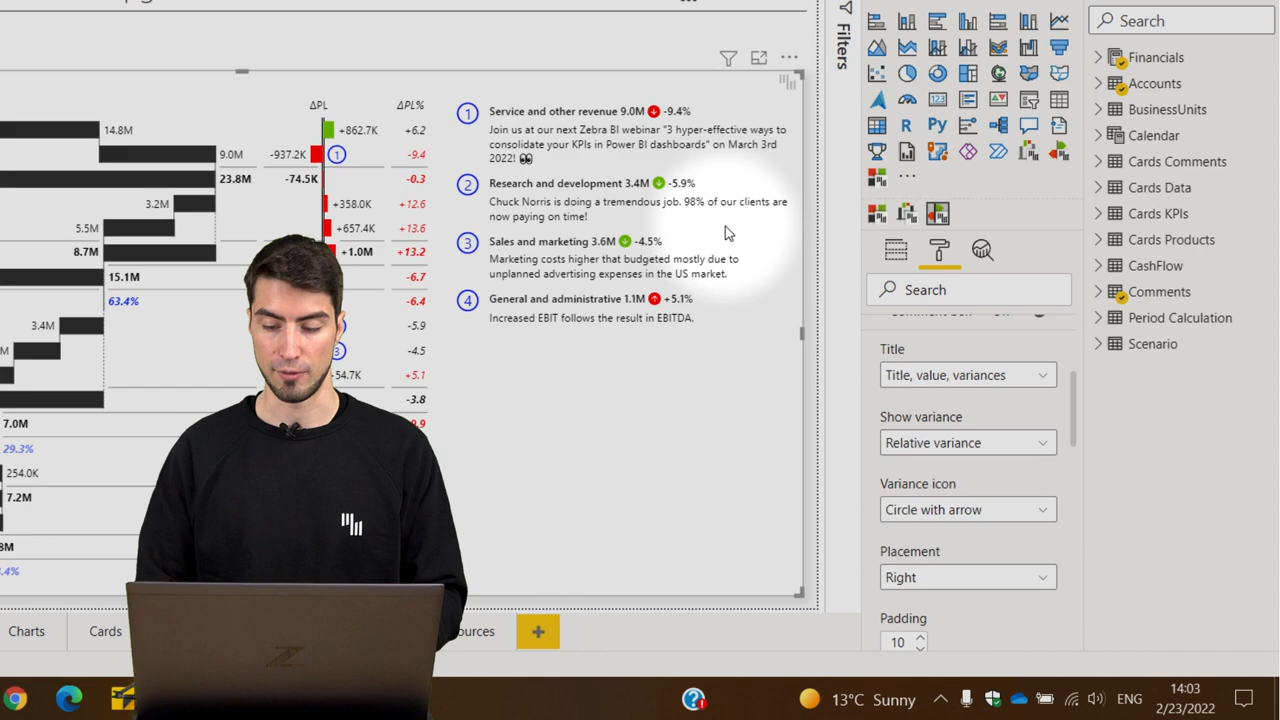 Search
Financials
Accounts
BusinessUnits
Calendar
Cards Comments
Cards Data
Cards KPIs
Cards Products
CashFlow
Comments
Period Calculation
Scenario
Filters
123
R
Py
Search
Title
Title, value, variances
Show variance
Relative variance
Variance icon
Circle with arrow
Placement
Right
Padding
10
ΔPL
ΔPL%
14.8M
+862.7K
+6.2
9.0M
-937.2K
1
-9.4
23.8M
-74.5K
-0.3
3.2M
+358.0K
+12.6
5.5M
+657.4K
+13.6
8.7M
+1.0M
+13.2
15.1M
-6.7
63.4%
-6.4
3.4M
-5.9
3
-4.5
54.7K
+5.1
-3.8
7.0M
29.3%
254.0K
7.2M
1 Service and other revenue 9.0M -9.4%
Join us at our next Zebra BI webinar "3 hyper-effective ways to
consolidate your KPIs in Power BI dashboards" on March 3rd
2022!
2 Research and development 3.4M -5.9%
Chuck Norris is doing a tremendous job. 98% of our clients are
now paying on time!
3 Sales and marketing 3.6M -4.5%
Marketing costs higher that budgeted mostly due to
unplanned advertising expenses in the US market.
4 General and administrative 1.1M +5.1%
Increased EBIT follows the result in EBITDA.
Charts
Cards
13°C Sunny
ENG
14:03
2/23/2022